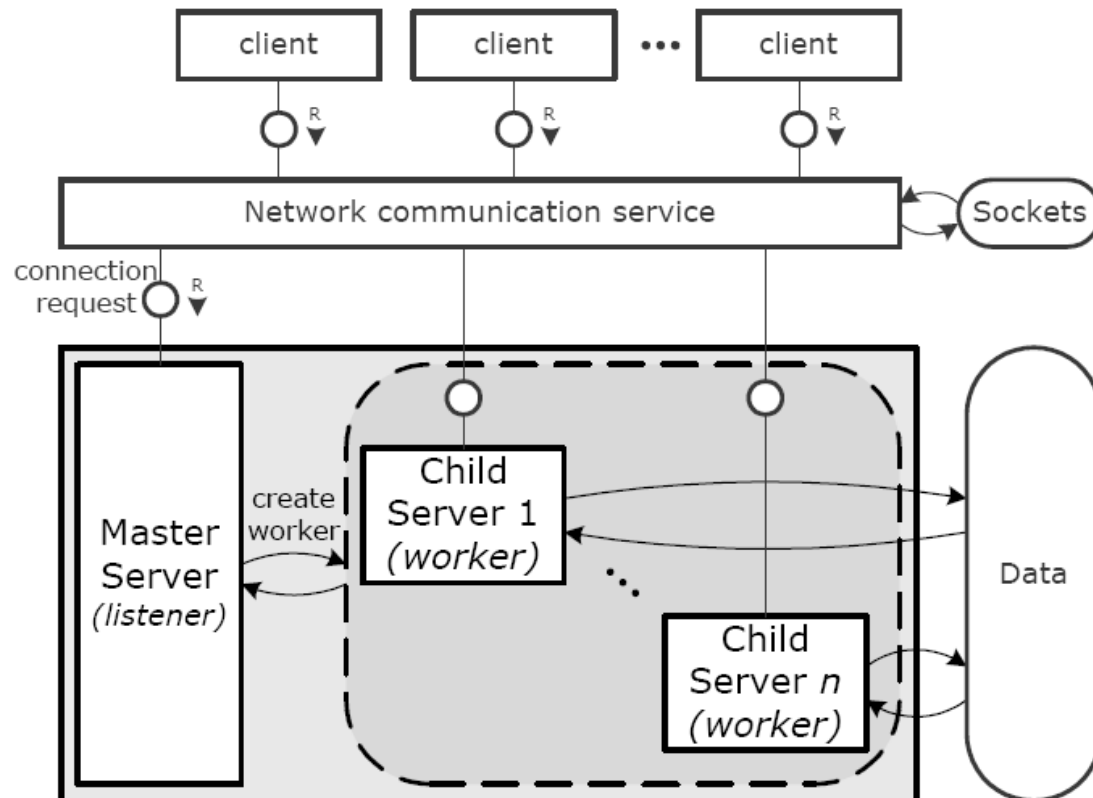 client
client
•••
client
R
R
R
Network communication service
Sockets
connection
request
R
create
worker
Master
Server
(listener)
Child
Server 1
(worker)
Child
Server n
(worker)
Data